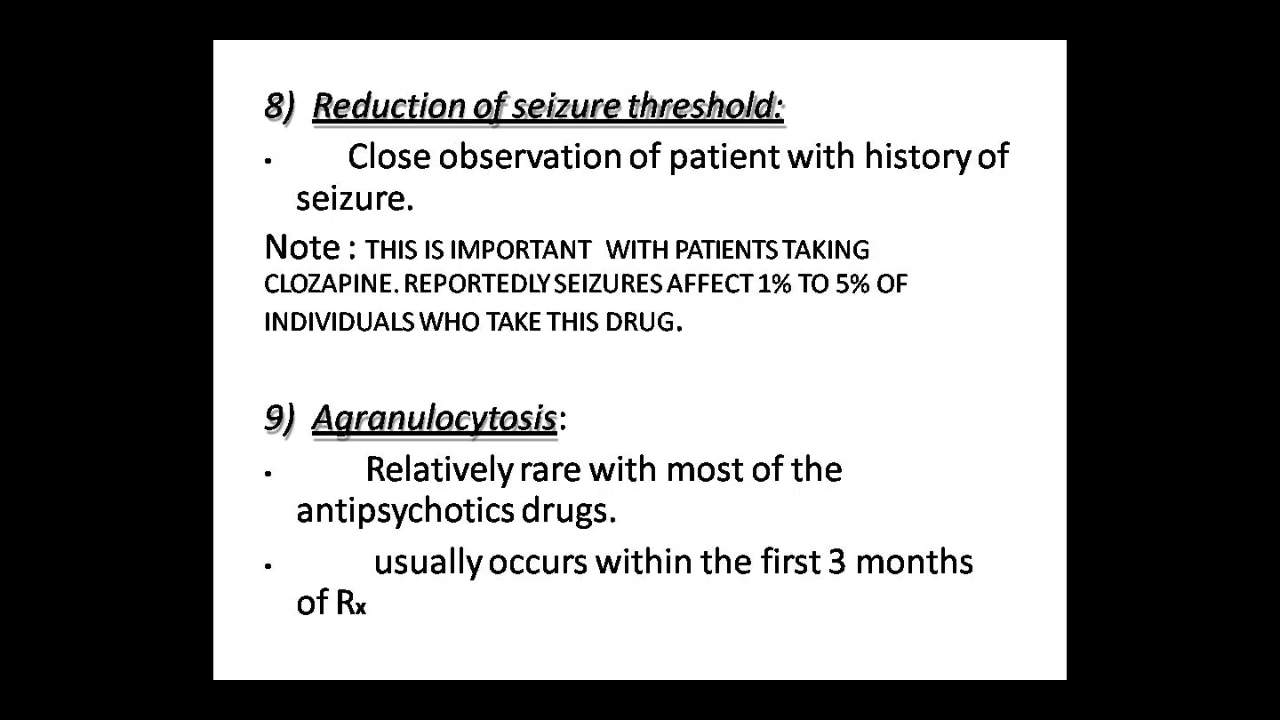 8) Reduction of seizure threshold:
• Close observation of patient with history of
seizure.
Note : THIS IS IMPORTANT WITH PATIENTS TAKING
CLOZAPINE. REPORTEDLY SEIZURES AFFECT 1% TO 5% OF
INDIVIDUALS WHO TAKE THIS DRUG.
9) Agranulocytosis:
• Relatively rare with most of the
antipsychotics drugs.
• usually occurs within the first 3 months
of Rx